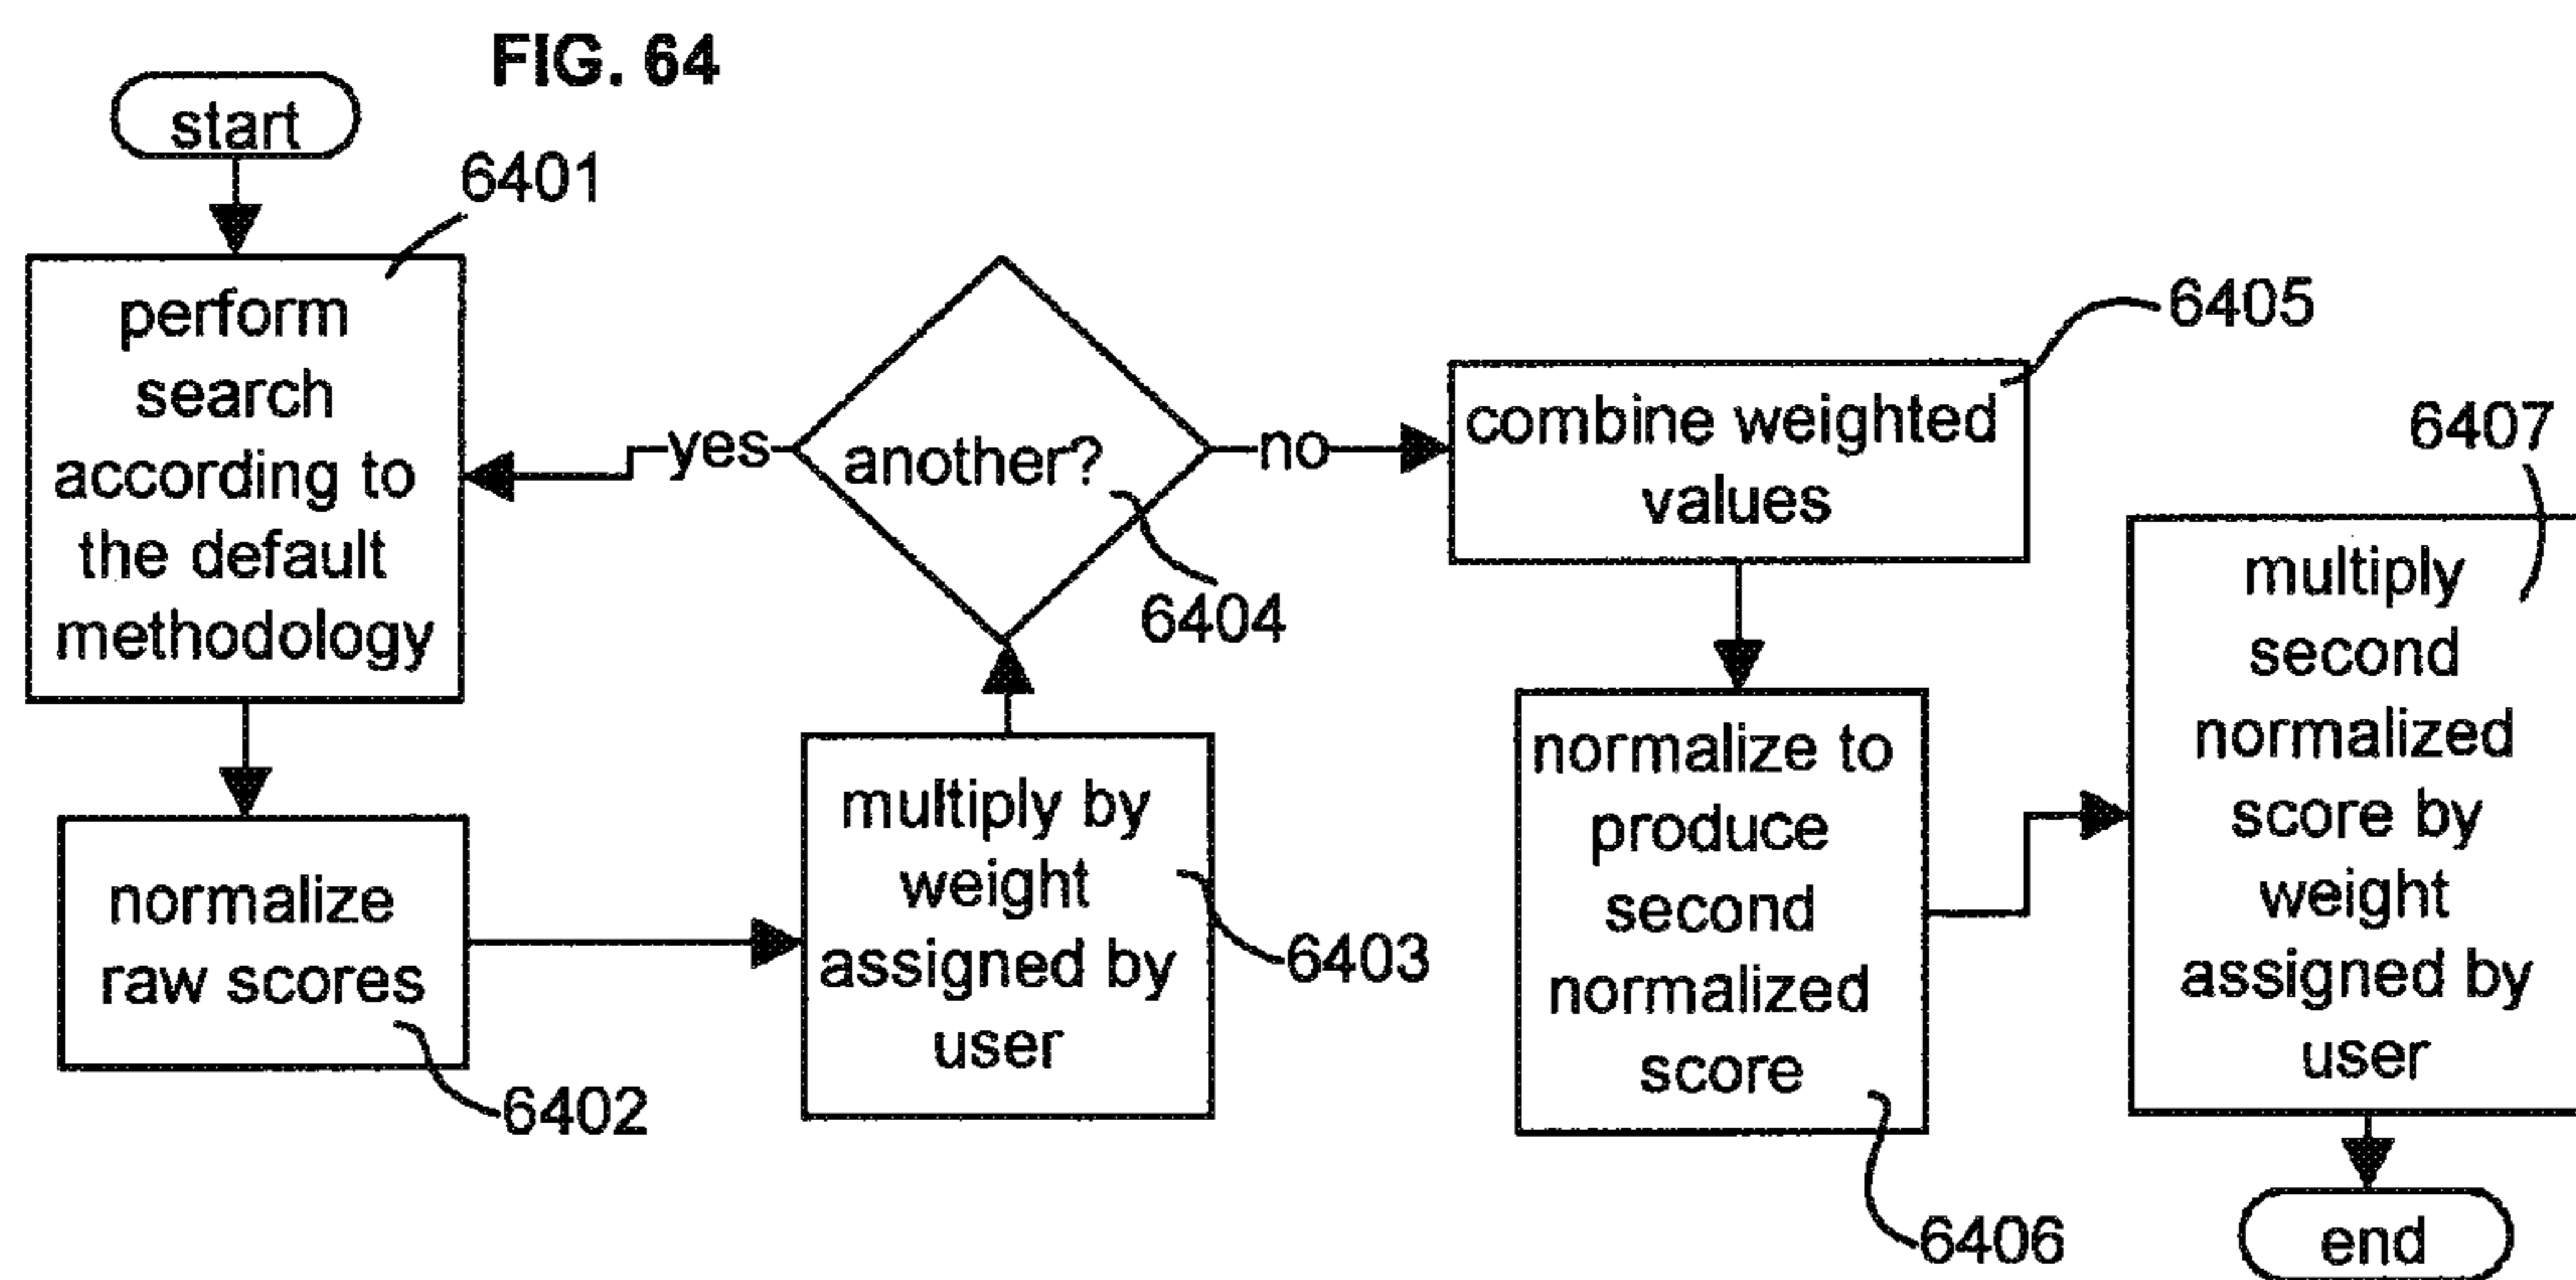 FIG. 64
start
6401
perform
search
according to
the default
methodology
normalize
raw scores
6402
multiply by
weight
assigned by
user
6403
another?
6404
yes
no
combine weighted
values
6405
normalize to
produce
second
normalized
score
6406
multiply
second
normalized
score by
weight
assigned by
user
6407
end